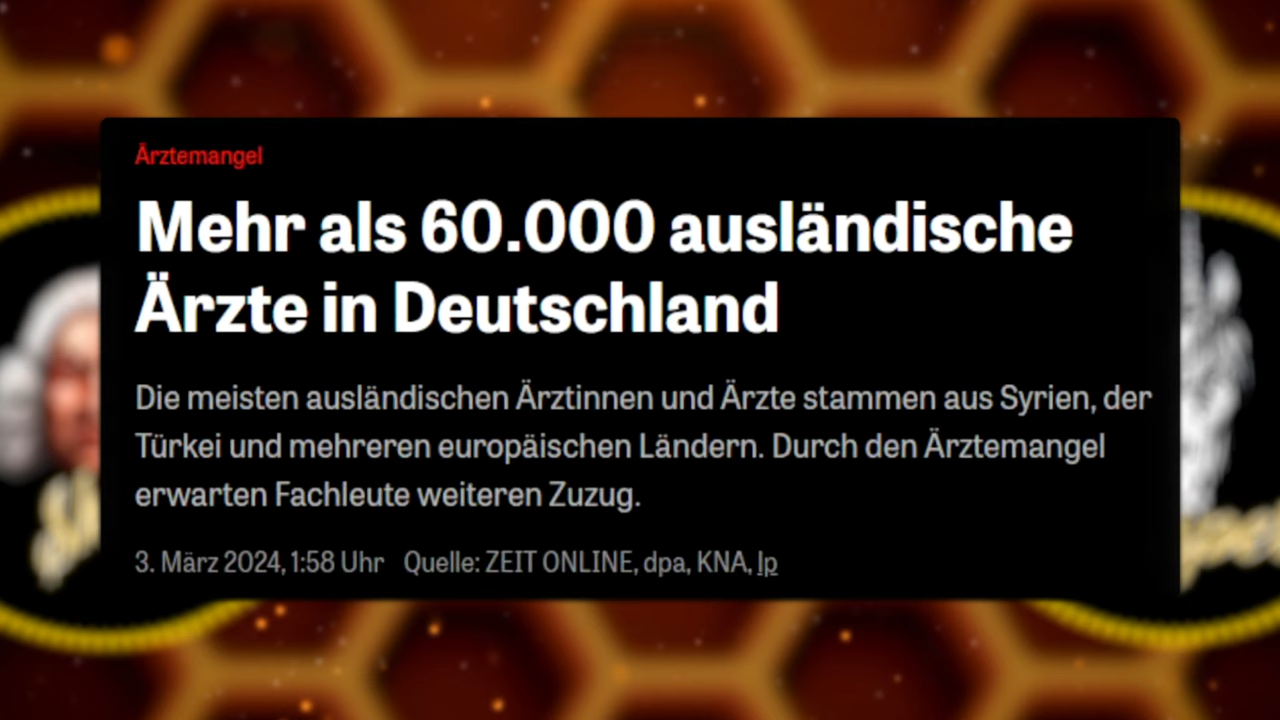 Ärztemangel
Mehr als 60.000 ausländische
Ärzte in Deutschland
Die meisten ausländischen Ärztinnen und Ärzte stammen aus Syrien, der
Türkei und mehreren europäischen Ländern. Durch den Ärztemangel
erwarten Fachleute weiteren Zuzug.
3. März 2024, 1:58 Uhr Quelle: ZEIT ONLINE, dpa, KNA, lp